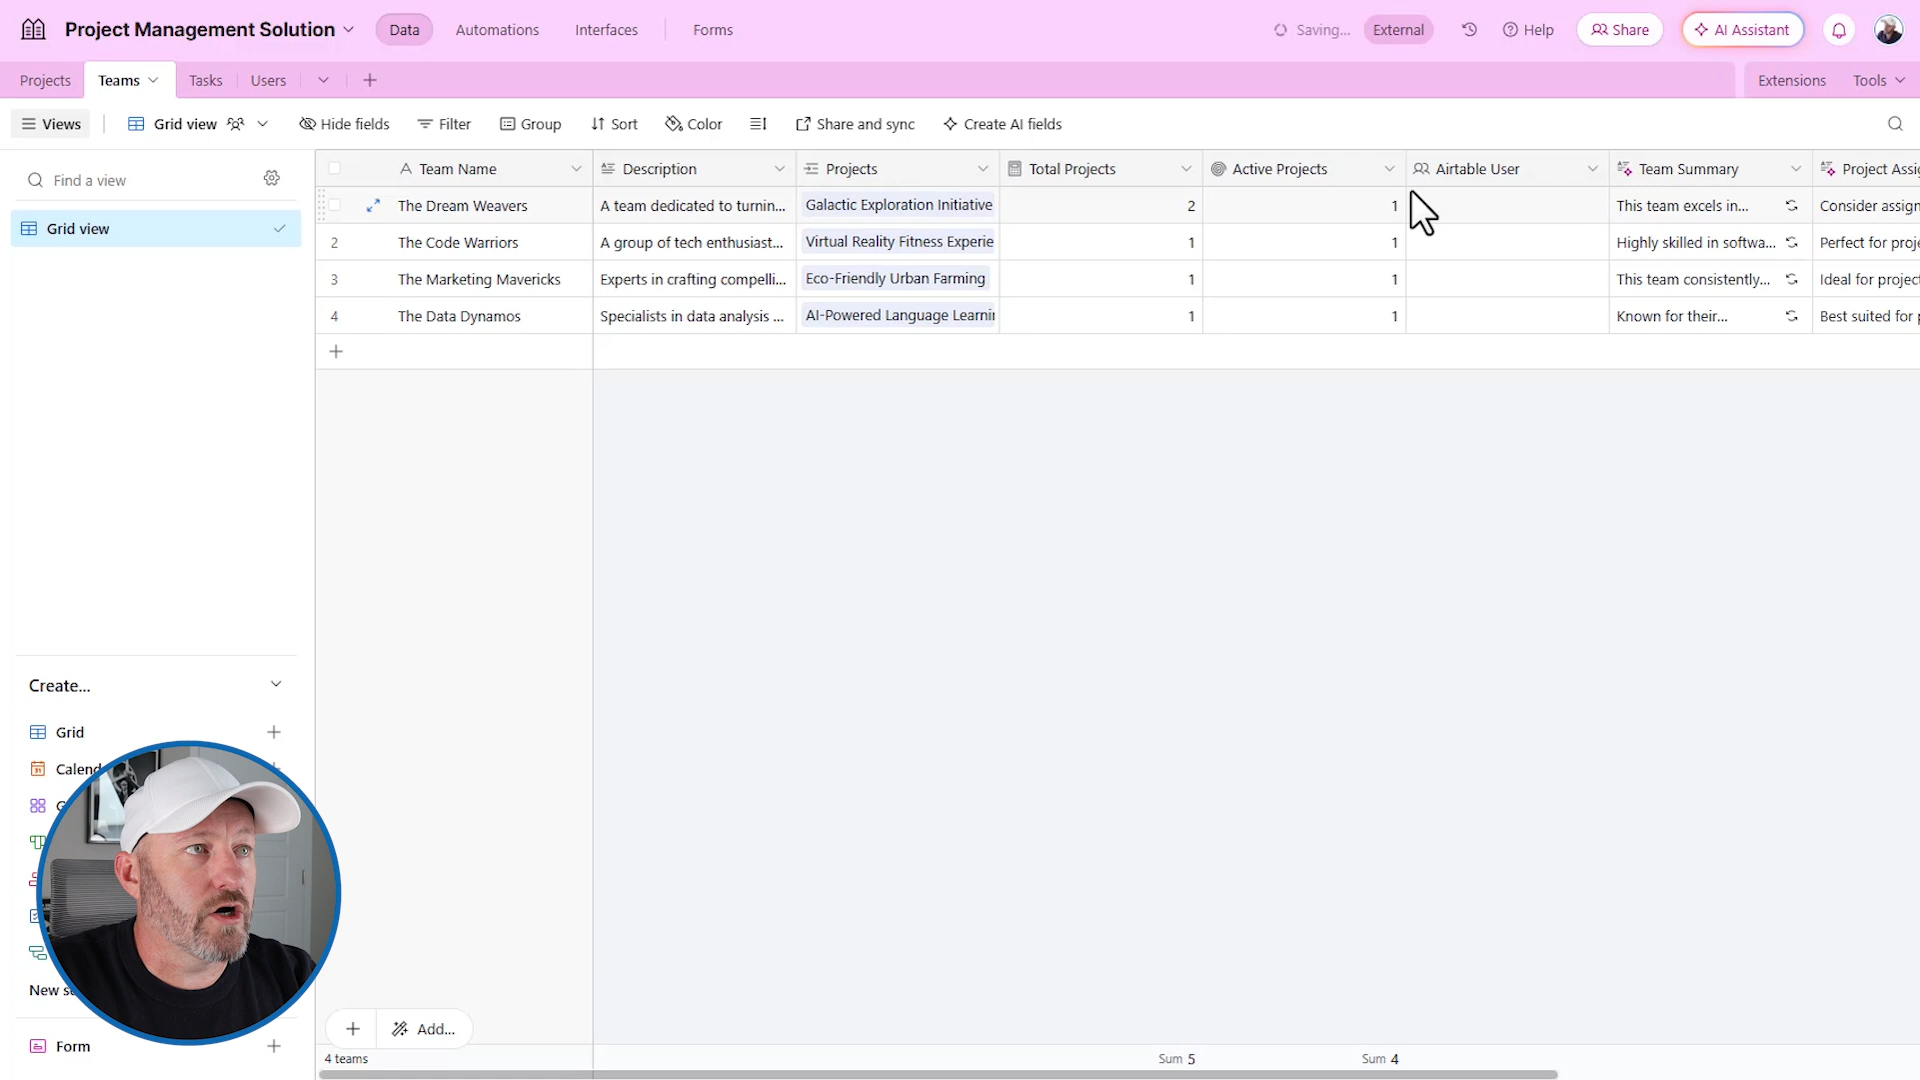 Project Management Solution
Data
Automations
Interfaces
Forms
Saving...
External
Help
Share
AI Assistant
Projects
Teams
Tasks
Users
Extensions
Tools
Views
Grid view
Hide fields
Filter
Group
Sort
Color
Share and sync
Create AI fields
Find a view
Grid view
Team Name
Description
Projects
Total Projects
Active Projects
Airtable User
Team Summary
The Dream Weavers
A team dedicated to turnin...
Galactic Exploration Initiative
2
1
This team excels in...
Consider assign
2
The Code Warriors
A group of tech enthusiast...
Virtual Reality Fitness Experie
1
1
Highly skilled in softwa...
Perfect for proje
3
The Marketing Mavericks
Experts in crafting compelli...
Eco-Friendly Urban Farming
1
1
This team consistently...
Ideal for project
4
The Data Dynamos
Specialists in data analysis ...
AI-Powered Language Learnin
1
1
Known for their...
Best suited for p
Create...
Grid
Calend
New s
Form
Add...
4 teams
Sum 5
Sum 4